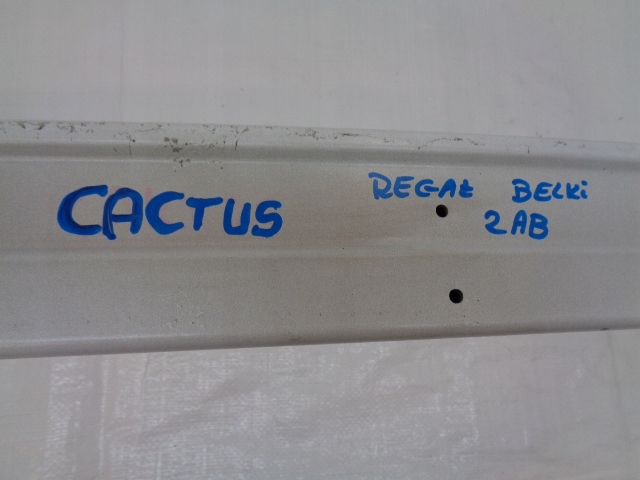 CACTUS
REGAŁ BELKi
2AB